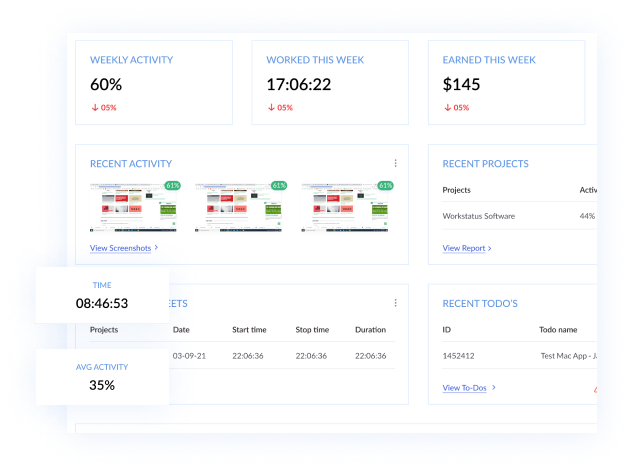 WEEKLY ACTIVITY
60%
↓ 05%
WORKED THIS WEEK
17:06:22
↓ 05%
EARNED THIS WEEK
$145
↓ 05%
RECENT ACTIVITY
61%
61%
61%
View Screenshots >
RECENT PROJECTS
Projects Activ
Workstatus Software 44%
View Report >
TIME
08:46:53
ETS
Projects Date Start time Stop time Duration
03-09-21 22:06:36 22:06:36 22:06:36
AVG ACTIVITY
35%
RECENT TODO'S
ID Todo name
1452412 Test Mac App - Ja
View To-Dos >